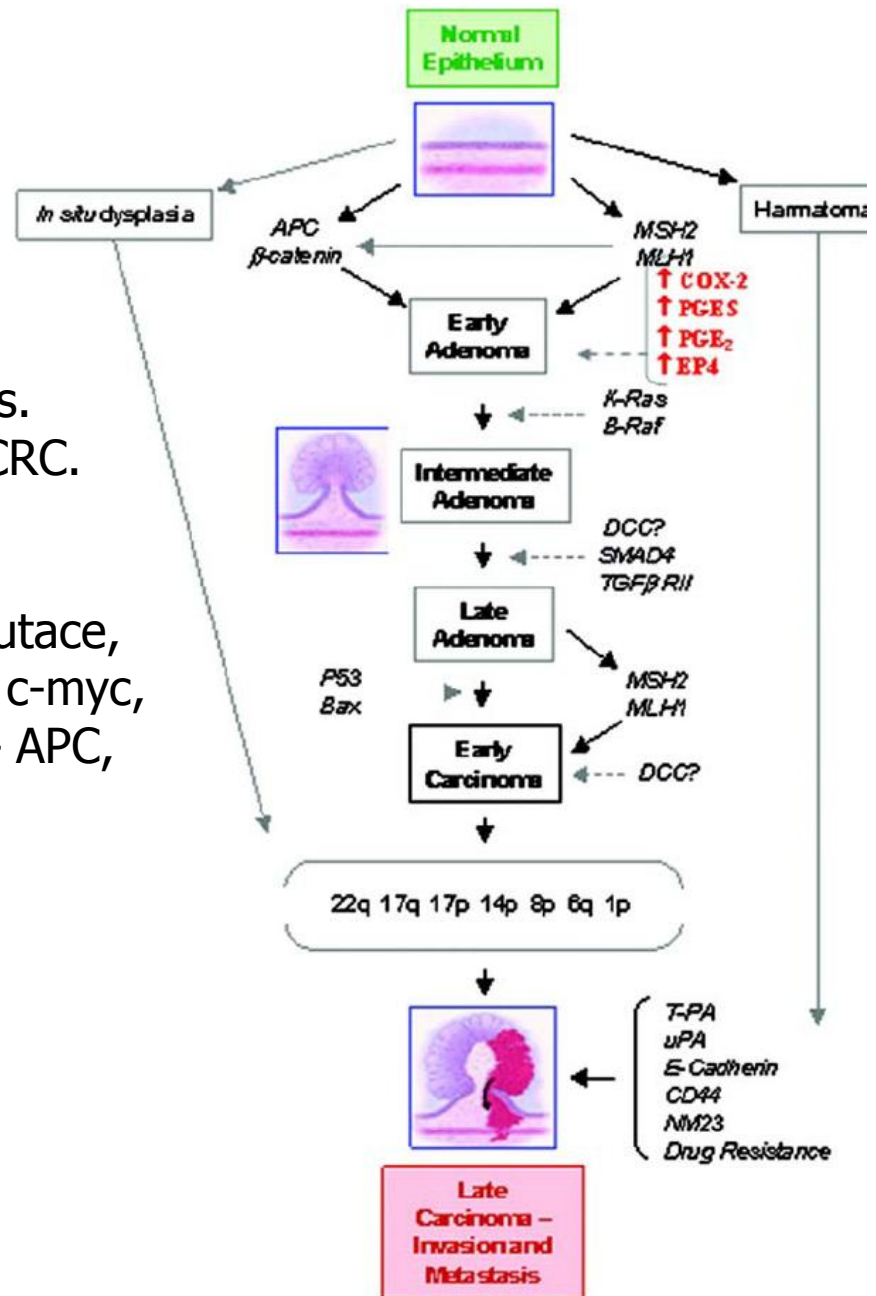 Normal
Epithelium
In situ dysplasia
Harmatoma
APC
β-catenin
MSH2
MLH1
↑ COX-2
↑ PGES
↑ PGE₂
↑ EP4
Early
Adenoma
K-Ras
B-Raf
s.
CRC.
Intermediate
Adenoma
DCC?
SMAD4
TGFβ RII
utace,
c-myc,
APC,
Late
Adenoma
P53
Bax
MSH2
MLH1
Early
Carcinoma
DCC?
22q 17q 17p 14p 8p 6q 1p
T-PA
uPA
E-Cadherin
CD44
NM23
Drug Resistance
Late
Carcinoma –
Invasion and
Metastasis